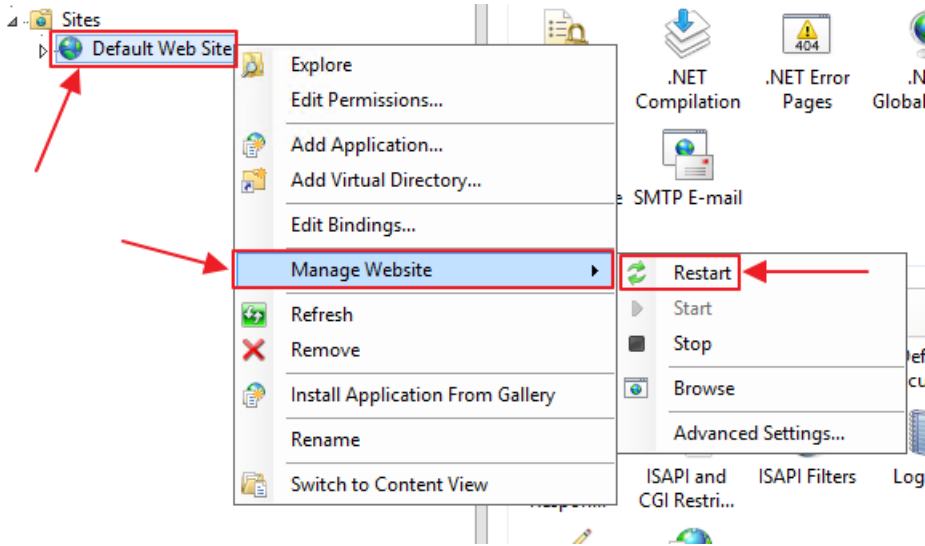 Sites
Default Web Site
Explore
Edit Permissions...
Add Application...
Add Virtual Directory...
Edit Bindings...
Manage Website
Refresh
Remove
Install Application From Gallery
Rename
Switch to Content View
Restart
Start
Stop
Browse
Advanced Settings...
.NET
Compilation
404
.NET Error
Pages
.N
Global
SMTP E-mail
ISAPI and
CGI Restri...
ISAPI Filters
Log